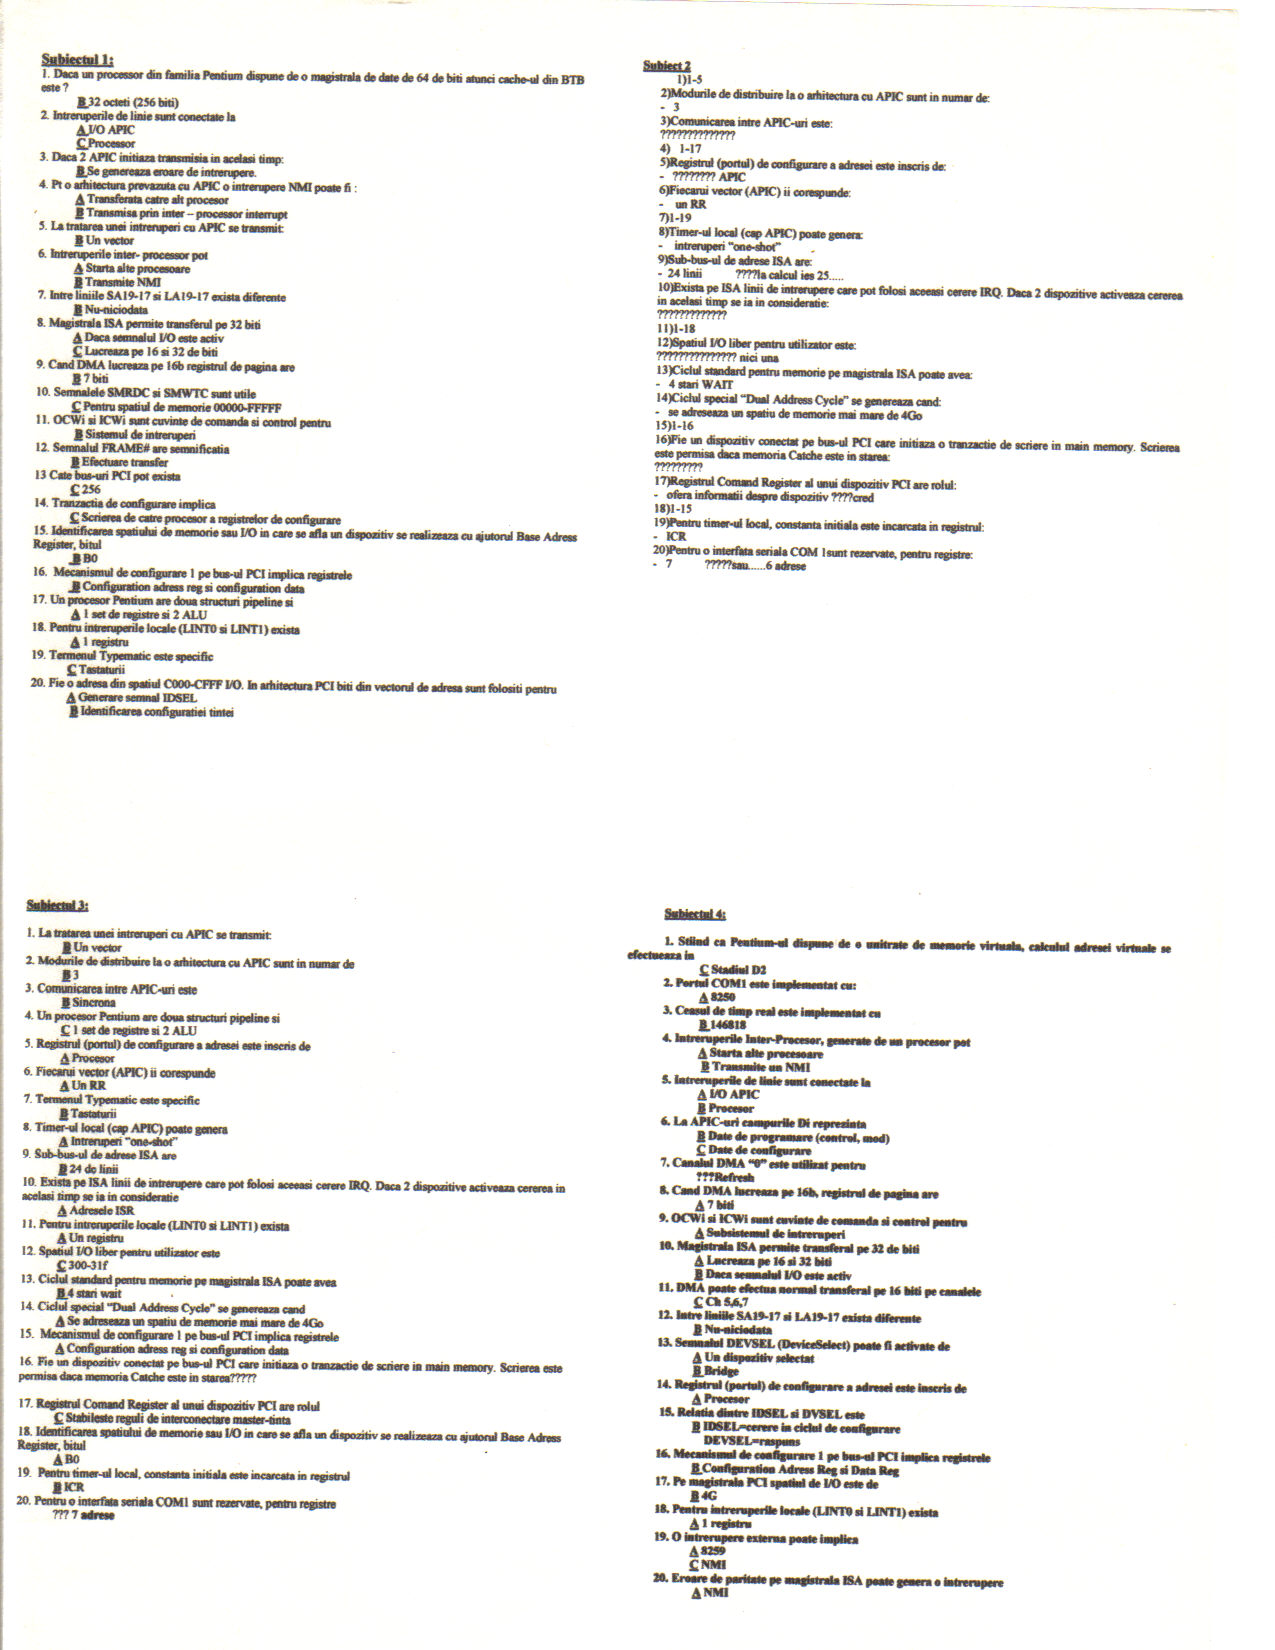 Subiectul 1:
1. Daca un processor din familia Pentium dispune de o magistrala de date de 64 de biti atunci cache-ul din BTB
este ?
B 32 octeti (256 biti)
2. Intreruperile de linie sunt conectate la
A I/O APIC
C Procesor
3. Daca 2 APIC initiaza transmisia in acelasi timp:
B Se genereaza eroare de intrerupere.
4. Pt o arhitectura prevazuta cu APIC o intrerupere NMI poate fi :
A Transferata catre alt procesor
B Transmisa prin inter – processor interrupt
5. La tratarea unei intreruperi cu APIC se transmit:
B Un vector
6. Intreruperile inter- processor pot
A Starta alte procesoare
B Transmite NMI
7. Intre liniile SA19-17 si LA19-17 exista diferente
B Nu-niciodata
8. Magistrala ISA permite transferul pe 32 biti
A Daca semnalul I/O este activ
C Lucreaza pe 16 si 32 de biti
9. Cand DMA lucreaza pe 16b registrul de pagina are
B 7 biti
10. Semnalele SMRDC si SMWTC sunt utile
C Pentru spatiul de memorie 00000-FFFFF
11. OCWi si ICWi sunt cuvinte de comanda si control pentru
B Sistemul de intreruperi
12. Semnalul FRAME# are semnificatia
B Efectuare transfer
13 Cate bus-uri PCI pot exista
C 256
14. Tranzactia de configurare implica
C Scrierea de catre procesor a registrelor de configurare
15. Identificarea spatiului de memorie sau I/O in care se afla un dispozitiv se realizeaza cu ajutorul Base Adress
Register, bitul
B B0
16. Mecanismul de configurare 1 pe bus-ul PCI implica registrele
B Configuration adress reg si configuration data
17. Un procesor Pentium are doua structuri pipeline si
A 1 set de registre si 2 ALU
18. Pentru intreruperile locale (LINT0 si LINT1) exista
A 1 registru
19. Termenul Typematic este specific
C Tastaturii
20. Fie o adresa din spatiul C000-CFFF I/O. In arhitectura PCI biti din vectorul de adresa sunt folositi pentru
A Generare semnal IDSEL
B Identificarea configuratiei tintei
Subiect 2
1)1-5
2)Modurile de distribuire la o arhitectura cu APIC sunt in numar de:
- 3
3)Comunicarea intre APIC-uri este:
??????????????
4) 1-17
5)Registrul (portul) de configurare a adresei este inscris de:
- ???????? APIC
6)Fiecarui vector (APIC) ii corespunde:
- un RR
7)1-19
8)Timer-ul local (cap APIC) poate genera:
- intreruperi "one-shot"
9)Sub-bus-ul de adrese ISA are:
- 24 linii ????la calcul ies 25.....
10)Exista pe ISA linii de intrerupere care pot folosi aceeasi cerere IRQ. Daca 2 dispozitive activeaza cererea
in acelasi timp se ia in consideratie:
?????????????
11)1-18
12)Spatiul I/O liber pentru utilizator este:
??????????????? nici una
13)Ciclul standard pentru memorie pe magistrala ISA poate avea:
- 4 stari WAIT
14)Ciclul special "Dual Address Cycle" se genereaza cand:
- se adreseaza un spatiu de memorie mai mare de 4Go
15)1-16
16)Fie un dispozitiv conectat pe bus-ul PCI care initiaza o tranzactie de scriere in main memory. Scrierea
este permisa daca memoria Catche este in starea:
?????????
17)Registrul Comand Register al unui dispozitiv PCI are rolul:
- ofera informatii despre dispozitiv ????cred
18)1-15
19)Pentru timer-ul local, constanta initiala este incarcata in registrul:
- ICR
20)Pentru o interfata seriala COM 1sunt rezervate, pentru registre:
- 7 ?????sau......6 adrese
Subiectul 3:
1. La tratarea unei intreruperi cu APIC se transmit:
B Un vector
2. Modurile de distribuire la o arhitectura cu APIC sunt in numar de
B 3
3. Comunicarea intre APIC-uri este
B Sincrona
4. Un procesor Pentium are doua structuri pipeline si
C 1 set de registre si 2 ALU
5. Registrul (portul) de configurare a adresei este inscris de
A Procesor
6. Fiecarui vector (APIC) ii corespunde
A Un RR
7. Termenul Typematic este specific
B Tastaturii
8. Timer-ul local (cap APIC) poate genera
A Intreruperi "one-shot"
9. Sub-bus-ul de adrese ISA are
B 24 de linii
10. Exista pe ISA linii de intrerupere care pot folosi aceeasi cerere IRQ. Daca 2 dispozitive activeaza cererea in
acelasi timp se ia in consideratie
A Adresele ISR
11. Pentru intreruperile locale (LINT0 si LINT1) exista
A Un registru
12. Spatiul I/O liber pentru utilizator este
C 300-31f
13. Ciclul standard pentru memorie pe magistrala ISA poate avea
B 4 stari wait
14. Ciclul special "Dual Address Cycle" se genereaza cand
A Se adreseaza un spatiu de memorie mai mare de 4Go
15. Mecanismul de configurare 1 pe bus-ul PCI implica registrele
A Configuration adress reg si configuration data
16. Fie un dispozitiv conectat pe bus-ul PCI care initiaza o tranzactie de scriere in main memory. Scrierea este
permisa daca memoria Catche este in starea?????
17. Registrul Comand Register al unui dispozitiv PCI are rolul
C Stabileste reguli de interconectare master-tinta
18. Identificarea spatiului de memorie sau I/O in care se afla un dispozitiv se realizeaza cu ajutorul Base Adress
Register, bitul
A B0
19. Pentru timer-ul local, constanta initiala este incarcata in registrul
B ICR
20. Pentru o interfata seriala COM1 sunt rezervate, pentru registre
??? 7 adrese
Subiectul 4:
1. Stiind ca Pentium-ul dispune de o unitrate de memorie virtuala, calculul adresei virtuale se
efectueaza in
C Stadiul D2
2. Portul COM1 este implementat cu:
A 8250
3. Ceasul de timp real este implementat cu
B 146818
4. Intreruperile Inter-Procesor, generate de un procesor pot
A Starta alte procesoare
B Transmite un NMI
5. Intreruperile de linie sunt conectate la
A I/O APIC
B Procesor
6. La APIC-uri campurile Di reprezinta
B Date de programare (control, mod)
C Date de configurare
7. Canalul DMA "0" este utilizat pentru
???Refresh
8. Cand DMA lucreaza pe 16b, registrul de pagina are
A 7 biti
9. OCWi si ICWi sunt cuvinte de comanda si control pentru
A Subsistemul de intreruperi
10. Magistrala ISA permite transferal pe 32 de biti
A Lucreaza pe 16 si 32 biti
B Daca semnalul I/O este activ
11. DMA poate efectua normal transferal pe 16 biti pe canalele
C Ch 5,6,7
12. Intre liniile SA19-17 si LA19-17 exista diferente
B Nu-niciodata
13. Semnalul DEVSEL (DeviceSelect) poate fi activate de
A Un dispozitiv selectat
B Bridge
14. Registrul (portul) de configurare a adresei este inscris de
A Procesor
15. Relatia dintre IDSEL si DVSEL este
B IDSEL=cerere in ciclul de configurare
DEVSEL=raspuns
16. Mecanismul de configurare 1 pe bus-ul PCI implica registrele
B Configuration Adress Reg si Data Reg
17. Pe magistrala PCI spatiul de I/O este de
B 4G
18. Pentru intreruperile locale (LINT0 si LINT1) exista
A 1 registru
19. O intrerupere externa poate implica
A 8259
C NMI
20. Eroare de paritate pe magistrala ISA poate genera o intrerupere
A NMI